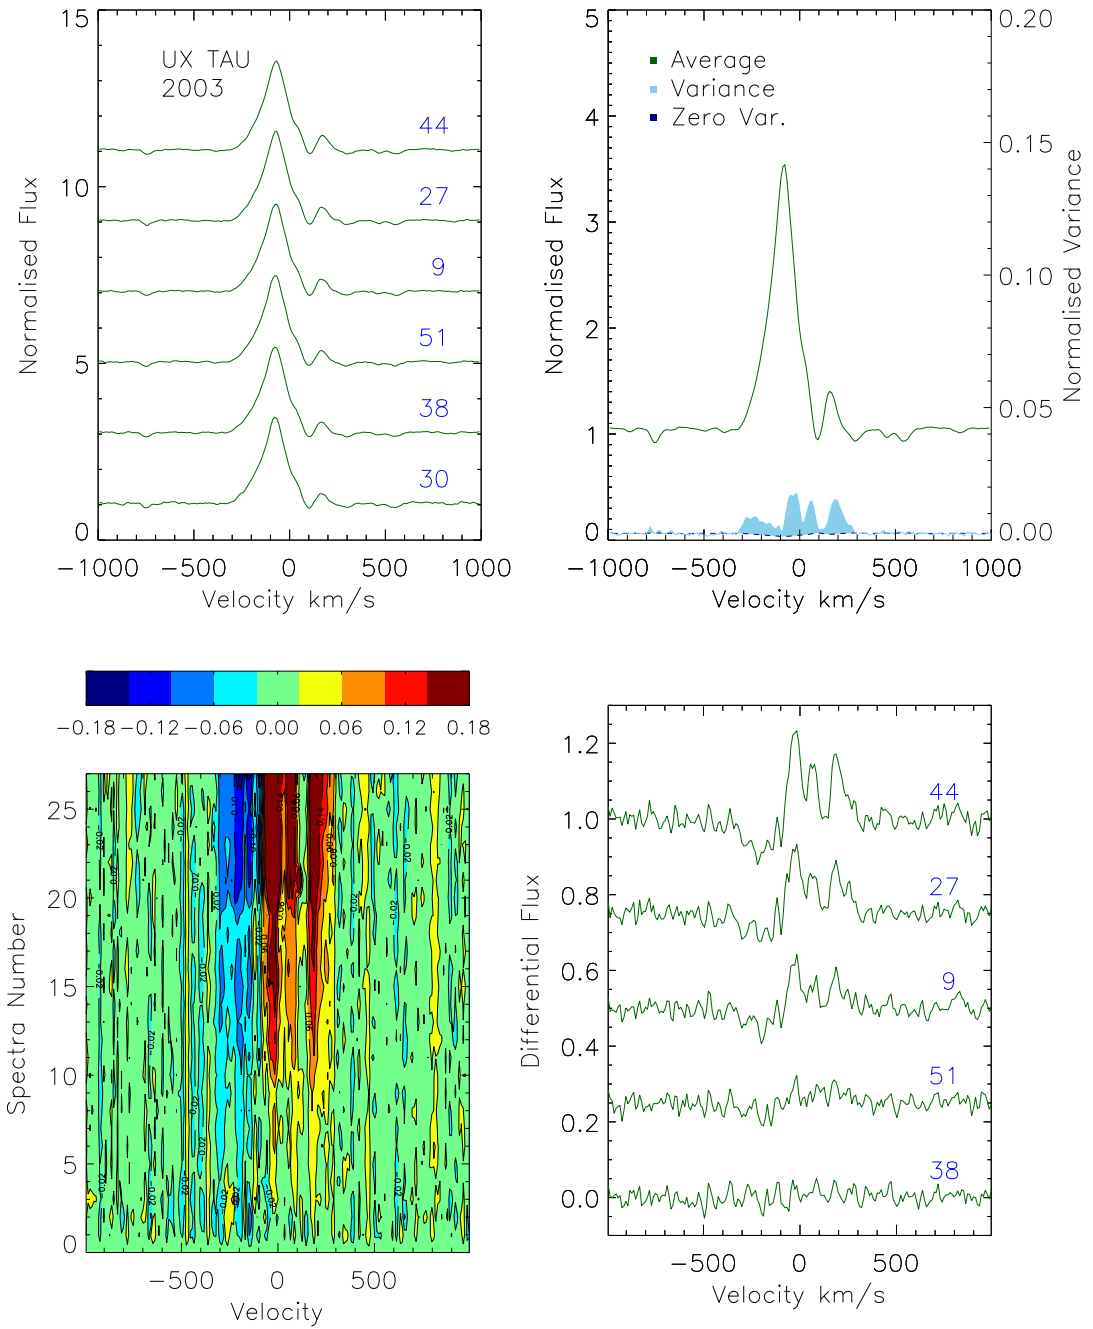 15
10
5
0
Normalised Flux
UX TAU
2003
44
27
9
51
38
30
−1000 −500 0 500 1000
Velocity km/s
5
4
3
2
1
0
Normalised Flux
Average
Variance
Zero Var.
0.20
0.15
0.10
0.05
0.00
Normalised Variance
−1000 −500 0 500 1000
Velocity km/s
−0.18 −0.12 −0.06 0.00 0.06 0.12 0.18
25
20
15
10
5
0
Spectra Number
−500 0 500
Velocity
1.2
1.0
0.8
0.6
0.4
0.2
0.0
Differential Flux
44
27
9
51
38
−500 0 500
Velocity km/s